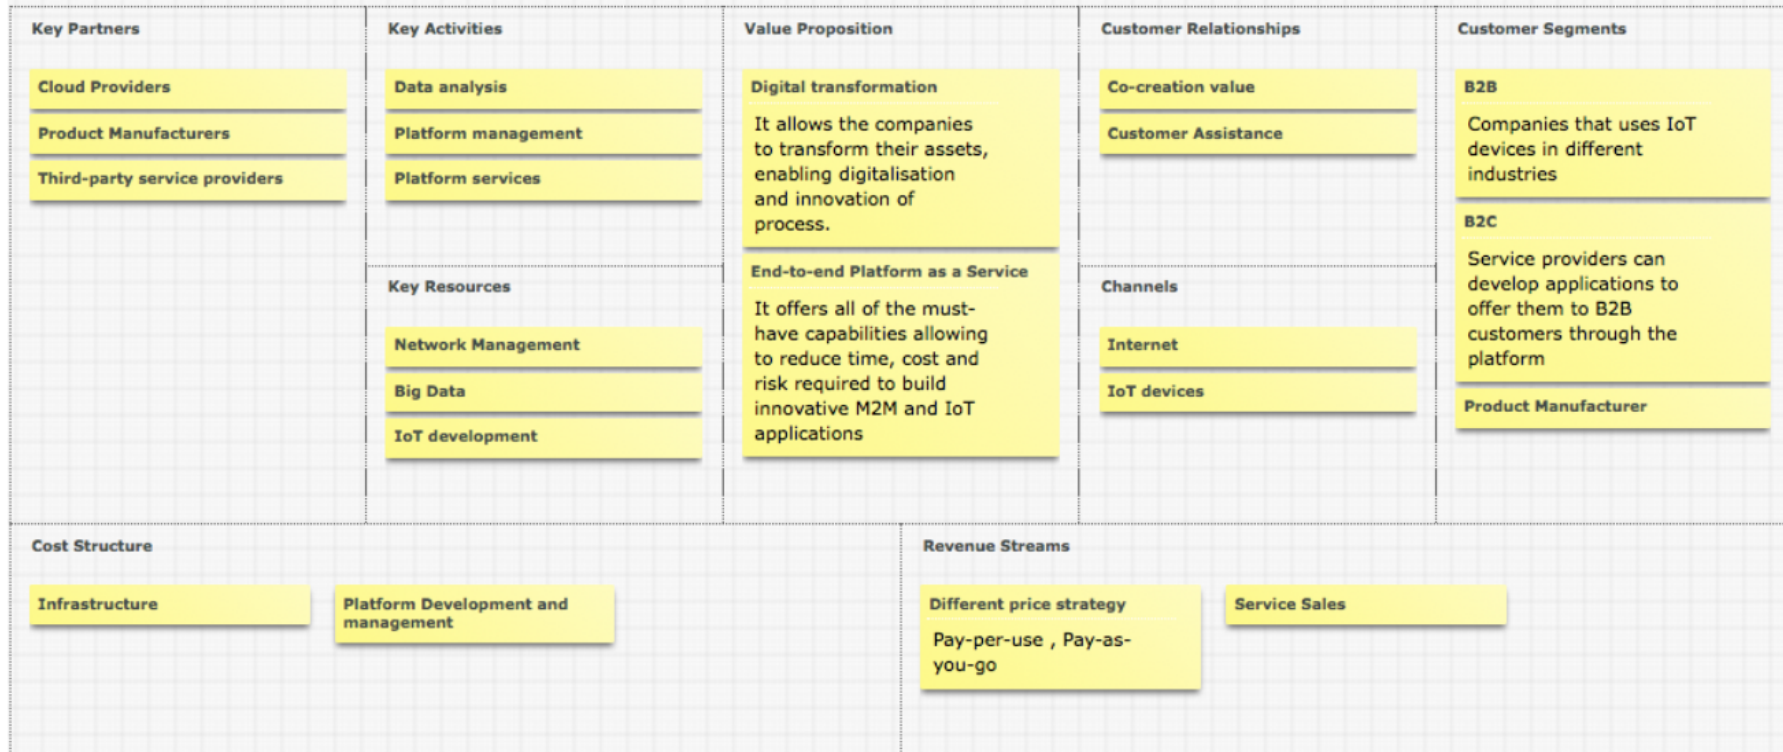 Key Partners
Cloud Providers
Product Manufacturers
Third-party service providers
Key Activities
Data analysis
Platform management
Platform services
Key Resources
Network Management
Big Data
IoT development
Value Proposition
Digital transformation
It allows the companies
to transform their assets,
enabling digitalisation
and innovation of
process.
End-to-end Platform as a Service
It offers all of the must-
have capabilities allowing
to reduce time, cost and
risk required to build
innovative M2M and IoT
applications
Customer Relationships
Co-creation value
Customer Assistance
Channels
Internet
IoT devices
Customer Segments
B2B
Companies that uses IoT
devices in different
industries
B2C
Service providers can
develop applications to
offer them to B2B
customers through the
platform
Product Manufacturer
Cost Structure
Infrastructure
Platform Development and
management
Revenue Streams
Different price strategy
Pay-per-use , Pay-as-
you-go
Service Sales